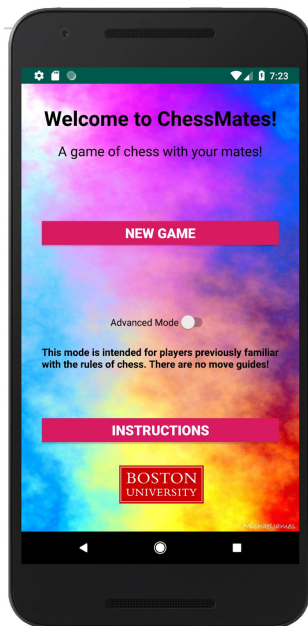 7:23
Welcome to ChessMates!
A game of chess with your mates!
NEW GAME
Advanced Mode
This mode is intended for players previously familiar
with the rules of chess. There are no move guides!
INSTRUCTIONS
BOSTON
UNIVERSITY
Michaeljames